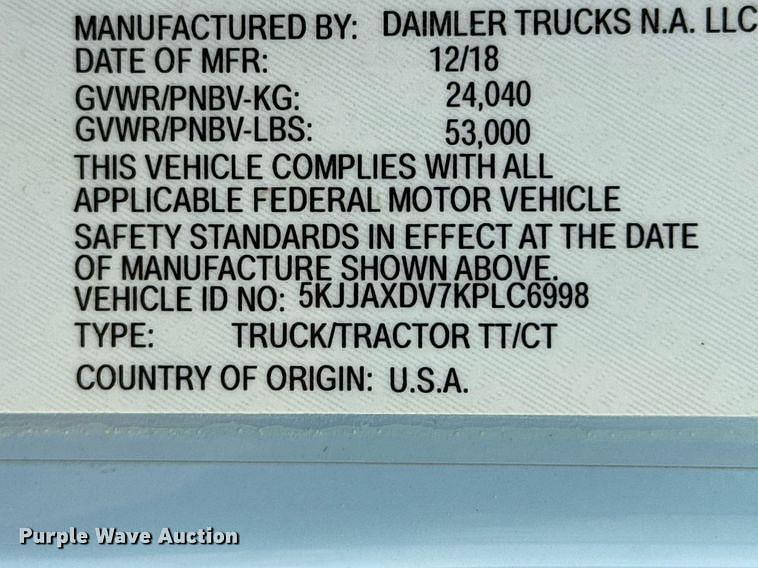 MANUFACTURED BY: DAIMLER TRUCKS N.A. LLC
DATE OF MFR: 12/18
GVWR/PNBV-KG: 24,040
GVWR/PNBV-LBS: 53,000
THIS VEHICLE COMPLIES WITH ALL
APPLICABLE FEDERAL MOTOR VEHICLE
SAFETY STANDARDS IN EFFECT AT THE DATE
OF MANUFACTURE SHOWN ABOVE.
VEHICLE ID NO: 5KJJAXDV7KPLC6998
TYPE: TRUCK/TRACTOR TT/CT
COUNTRY OF ORIGIN: U.S.A.
Purple Wave Auction